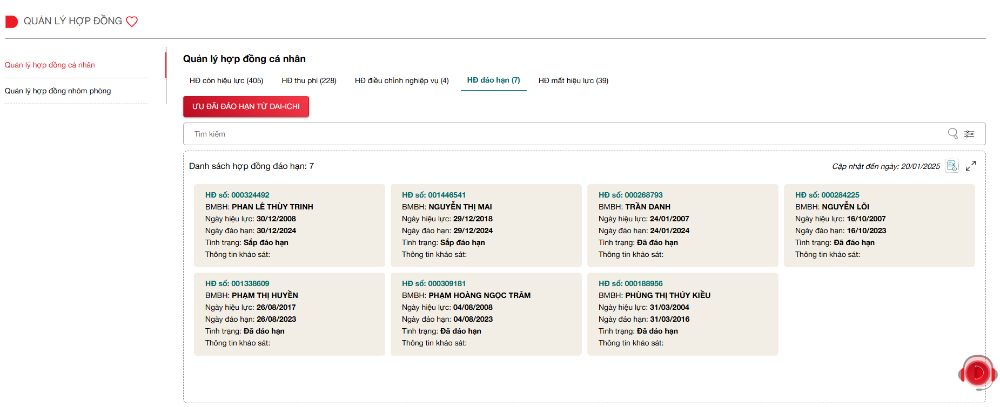 QUẢN LÝ HỢP ĐỒNG
Quản lý hợp đồng cá nhân
Quản lý hợp đồng nhóm phòng
Quản lý hợp đồng cá nhân
HĐ còn hiệu lực (405)
HĐ thu phí (228)
HĐ điều chỉnh nghiệp vụ (4)
HĐ đáo hạn (7)
HĐ mất hiệu lực (39)
ƯU ĐÃI ĐÁO HẠN TỪ DAI-ICHI
Tìm kiếm
Danh sách hợp đồng đáo hạn: 7
Cập nhật đến ngày: 20/01/2025
HĐ số: 000324492
BMBH: PHAN LÊ THÙY TRINH
Ngày hiệu lực: 30/12/2008
Ngày đáo hạn: 30/12/2024
Tình trạng: Sắp đáo hạn
Thông tin khảo sát:
HĐ số: 001446541
BMBH: NGUYỄN THỊ MAI
Ngày hiệu lực: 29/12/2018
Ngày đáo hạn: 29/12/2024
Tình trạng: Sắp đáo hạn
Thông tin khảo sát:
HĐ số: 000268793
BMBH: TRẦN DANH
Ngày hiệu lực: 24/01/2007
Ngày đáo hạn: 24/01/2024
Tình trạng: Đã đáo hạn
Thông tin khảo sát:
HĐ số: 000284225
BMBH: NGUYỄN LÕI
Ngày hiệu lực: 16/10/2007
Ngày đáo hạn: 16/10/2023
Tình trạng: Đã đáo hạn
Thông tin khảo sát:
HĐ số: 001338609
BMBH: PHẠM THỊ HUYỀN
Ngày hiệu lực: 26/08/2017
Ngày đáo hạn: 26/08/2023
Tình trạng: Đã đáo hạn
Thông tin khảo sát:
HĐ số: 000309181
BMBH: PHẠM HOÀNG NGỌC TRÂM
Ngày hiệu lực: 04/08/2008
Ngày đáo hạn: 04/08/2023
Tình trạng: Đã đáo hạn
Thông tin khảo sát:
HĐ số: 000188956
BMBH: PHÙNG THỊ THÚY KIỀU
Ngày hiệu lực: 31/03/2004
Ngày đáo hạn: 31/03/2016
Tình trạng: Đã đáo hạn
Thông tin khảo sát: